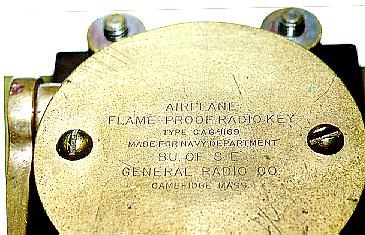 AIRPLANE
FLAME-PROOF RADIO KEY
TYPE CAG-1169
MADE FOR NAVY DEPARTMENT
BU. OF S.E.
GENERAL RADIO CO.
CAMBRIDGE MASS.